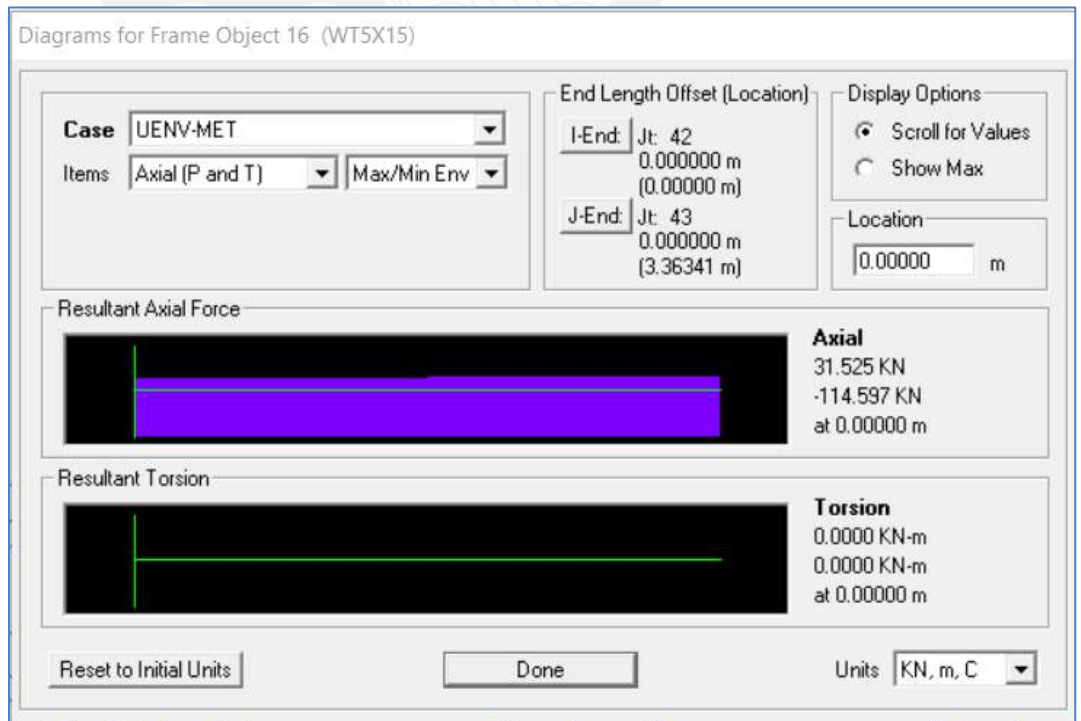 Diagrams for Frame Object 16 (WT5X15)
Case UENV-MET
Items Axial (P and T) Max/Min Env
End Length Offset (Location)
I-End: Jt: 42
0.000000 m
(0.00000 m)
J-End: Jt: 43
0.000000 m
(3.36341 m)
Display Options
Scroll for Values
Show Max
Location
0.00000 m
Resultant Axial Force
Axial
31.525 KN
-114.597 KN
at 0.00000 m
Resultant Torsion
Torsion
0.0000 KN-m
0.0000 KN-m
at 0.00000 m
Reset to Initial Units Done Units KN, m, C